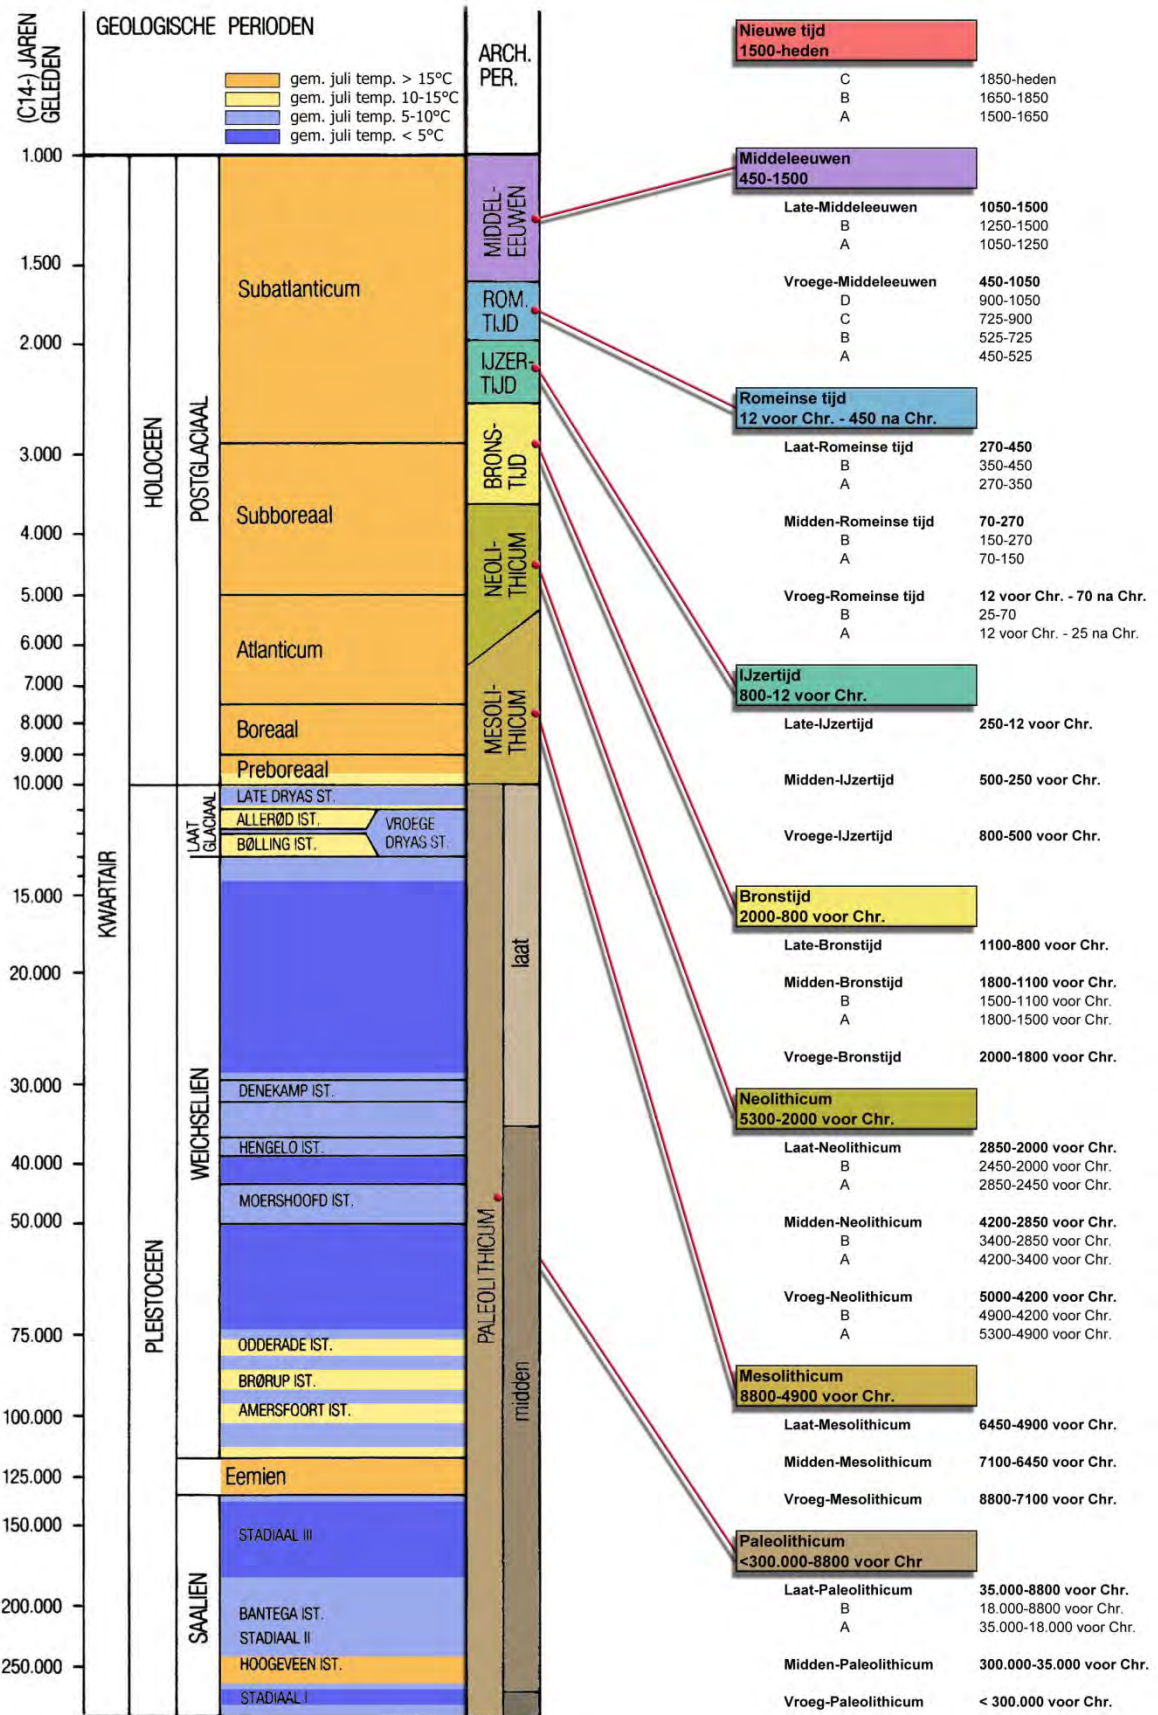 (C14-) JAREN
GELEDEN
GEOLOGISCHE PERIODEN
gem. juli temp. > 15°C
gem. juli temp. 10-15°C
gem. juli temp. 5-10°C
gem. juli temp. < 5°C
ARCH.
PER.
1.000
1.500
2.000
3.000
4.000
5.000
6.000
7.000
8.000
9.000
10.000
15.000
20.000
30.000
40.000
50.000
75.000
100.000
125.000
150.000
200.000
250.000
KWARTAIR
HOLOCEEN
PLEISTOCEEN
POSTGLACIAAL
LAAT
GLACIAAL
WEICHSELIEN
SAALIEN
Subatlanticum
Subboreaal
Atlanticum
Boreaal
Preboreaal
LATE DRYAS ST.
ALLERØD IST.
VROEGE
DRYAS ST.
BØLLING IST.
DENEKAMP IST.
HENGELO IST.
MOERSHOOFD IST.
ODDERADE IST.
BRØRUP IST.
AMERSFOORT IST.
Eemien
STADIAAL III
BANTEGA IST.
STADIAAL II
HOOGEVEEN IST.
STADIAAL I
MIDDEL-
EEUWEN
ROM.
TIJD
IJZER-
TIJD
BRONS-
TIJD
NEOLI-
THICUM
MESOLI-
THICUM
PALEOLITHICUM
laat
midden
Nieuwe tijd
1500-heden
C 1850-heden
B 1650-1850
A 1500-1650
Middeleeuwen
450-1500
Late-Middeleeuwen 1050-1500
B 1250-1500
A 1050-1250
Vroege-Middeleeuwen 450-1050
D 900-1050
C 725-900
B 525-725
A 450-525
Romeinse tijd
12 voor Chr. - 450 na Chr.
Laat-Romeinse tijd 270-450
B 350-450
A 270-350
Midden-Romeinse tijd 70-270
B 150-270
A 70-150
Vroeg-Romeinse tijd 12 voor Chr. - 70 na Chr.
B 25-70
A 12 voor Chr. - 25 na Chr.
IJzertijd
800-12 voor Chr.
Late-IJzertijd 250-12 voor Chr.
Midden-IJzertijd 500-250 voor Chr.
Vroege-IJzertijd 800-500 voor Chr.
Bronstijd
2000-800 voor Chr.
Late-Bronstijd 1100-800 voor Chr.
Midden-Bronstijd 1800-1100 voor Chr.
B 1500-1100 voor Chr.
A 1800-1500 voor Chr.
Vroege-Bronstijd 2000-1800 voor Chr.
Neolithicum
5300-2000 voor Chr.
Laat-Neolithicum 2850-2000 voor Chr.
B 2450-2000 voor Chr.
A 2850-2450 voor Chr.
Midden-Neolithicum 4200-2850 voor Chr.
B 3400-2850 voor Chr.
A 4200-3400 voor Chr.
Vroeg-Neolithicum 5000-4200 voor Chr.
B 4900-4200 voor Chr.
A 5300-4900 voor Chr.
Mesolithicum
8800-4900 voor Chr.
Laat-Mesolithicum 6450-4900 voor Chr.
Midden-Mesolithicum 7100-6450 voor Chr.
Vroeg-Mesolithicum 8800-7100 voor Chr.
Paleolithicum
<300.000-8800 voor Chr
Laat-Paleolithicum 35.000-8800 voor Chr.
B 18.000-8800 voor Chr.
A 35.000-18.000 voor Chr.
Midden-Paleolithicum 300.000-35.000 voor Chr.
Vroeg-Paleolithicum < 300.000 voor Chr.